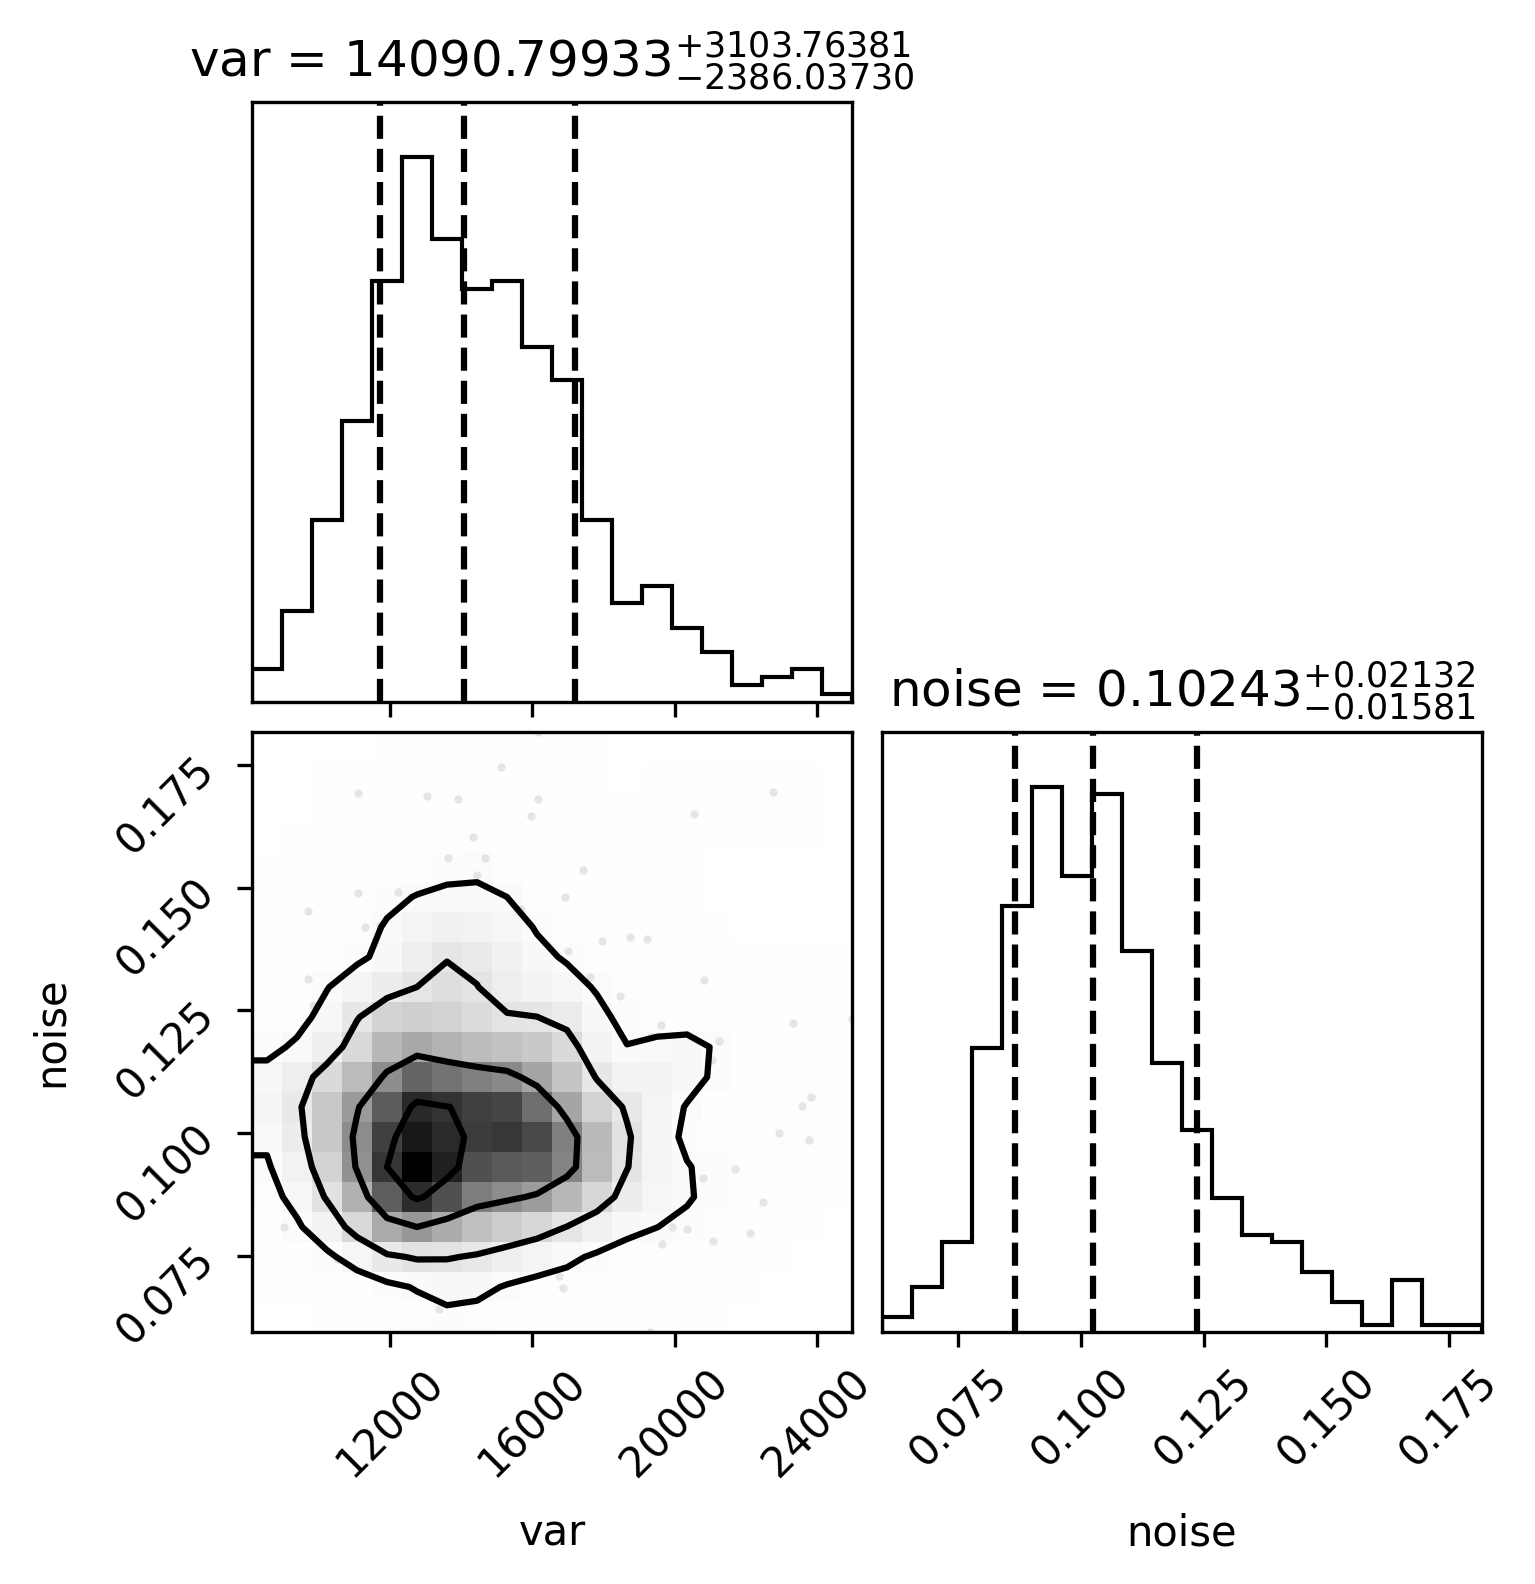 var = 14090.79933 +3103.76381 −2386.03730
noise = 0.10243 +0.02132 −0.01581
0.175
0.150
0.125
0.100
0.075
noise
12000 16000 20000 24000
0.075 0.100 0.125 0.150 0.175
var
noise